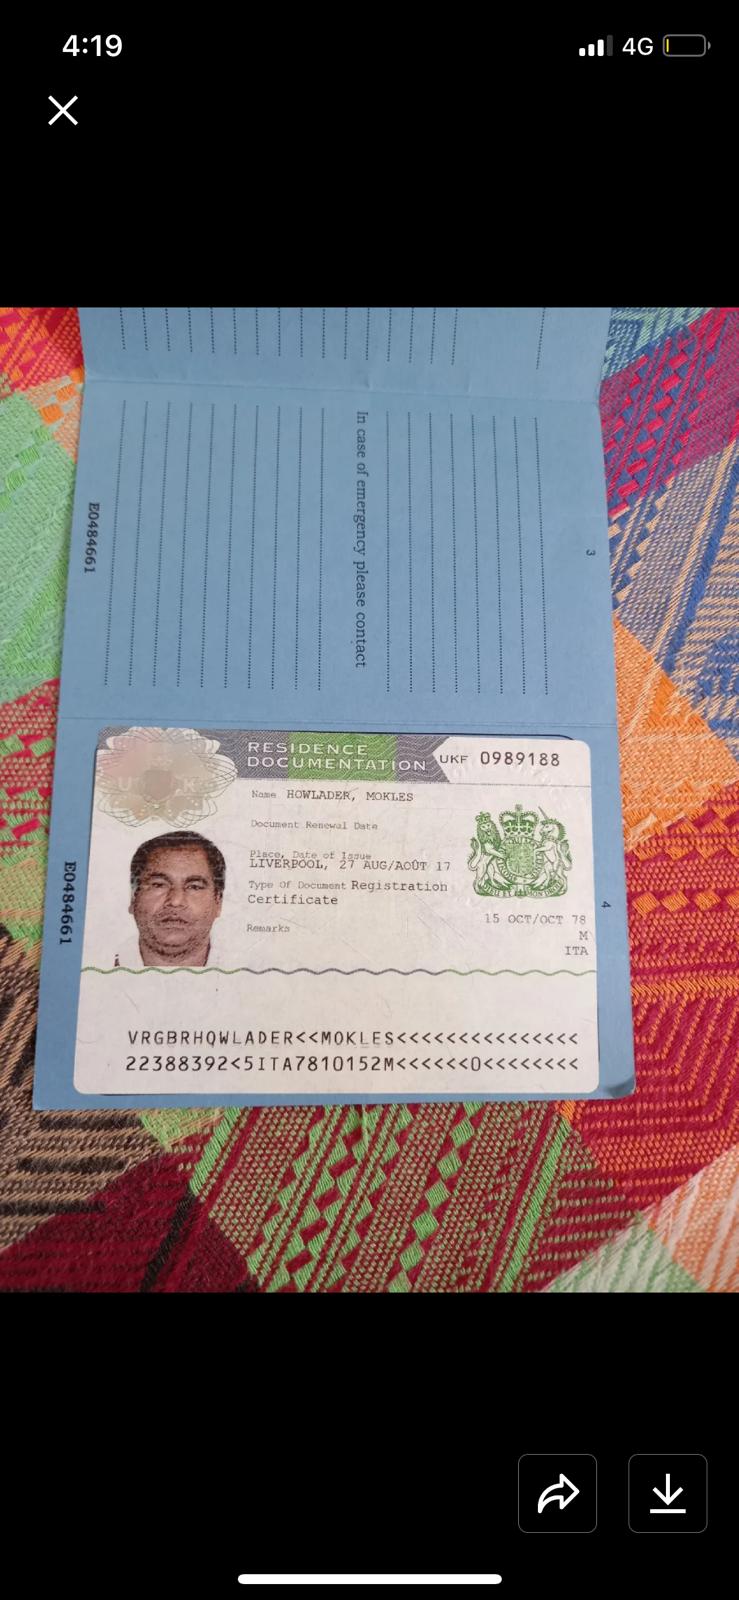 4:19
4G
In case of emergency please contact
3
E0484661
RESIDENCE
DOCUMENTATION
UKF 0989188
Name HOWLADER, MOKLES
Document Renewal Date
Place, Date of Issue
LIVERPOOL, 27 AUG/AOÛT 17
Type Of Document Registration
Certificate
Remarks
15 OCT/OCT 78
M
ITA
4
E0484661
VRGBRHOWLADER<<MOKLES<<<<<<<<<<<<<<<
22388392<5ITA7810152M<<<<<<0<<<<<<<<